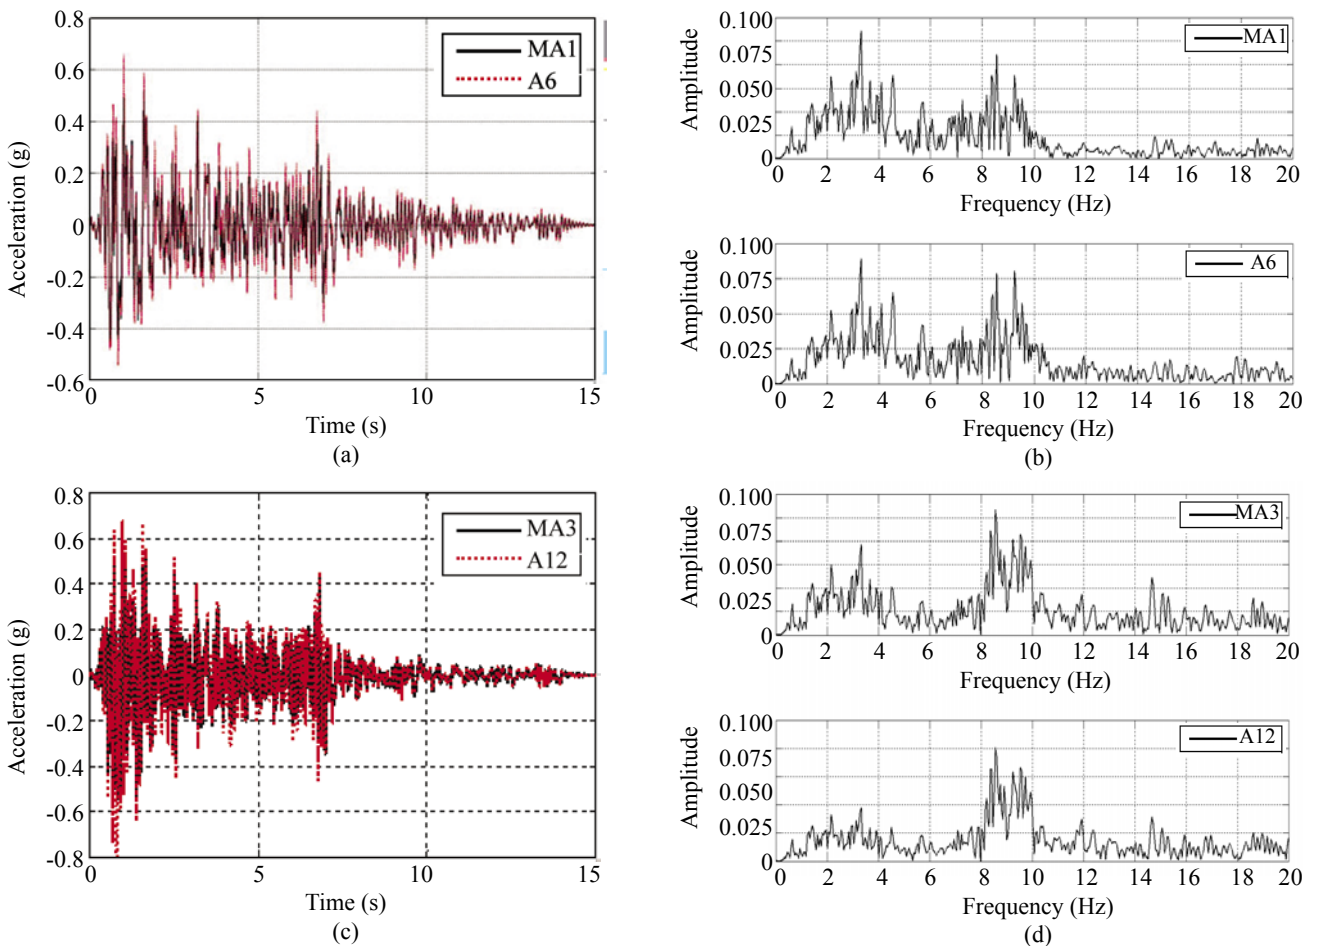 0.8
0.6
0.4
0.2
0
-0.2
-0.4
-0.6
Acceleration (g)
MA1
A6
0 5 10 15
Time (s)
(a)
0.100
0.075
0.050
0.025
0
Amplitude
MA1
0 2 4 6 8 10 12 14 16 18 20
Frequency (Hz)
0.100
0.075
0.050
0.025
0
Amplitude
A6
0 2 4 6 8 10 12 14 16 18 20
Frequency (Hz)
(b)
0.8
0.6
0.4
0.2
0
-0.2
-0.4
-0.6
-0.8
Acceleration (g)
MA3
A12
0 5 10 15
Time (s)
(c)
0.100
0.075
0.050
0.025
0
Amplitude
MA3
0 2 4 6 8 10 12 14 16 18 20
Frequency (Hz)
0.100
0.075
0.050
0.025
0
Amplitude
A12
0 2 4 6 8 10 12 14 16 18 20
Frequency (Hz)
(d)